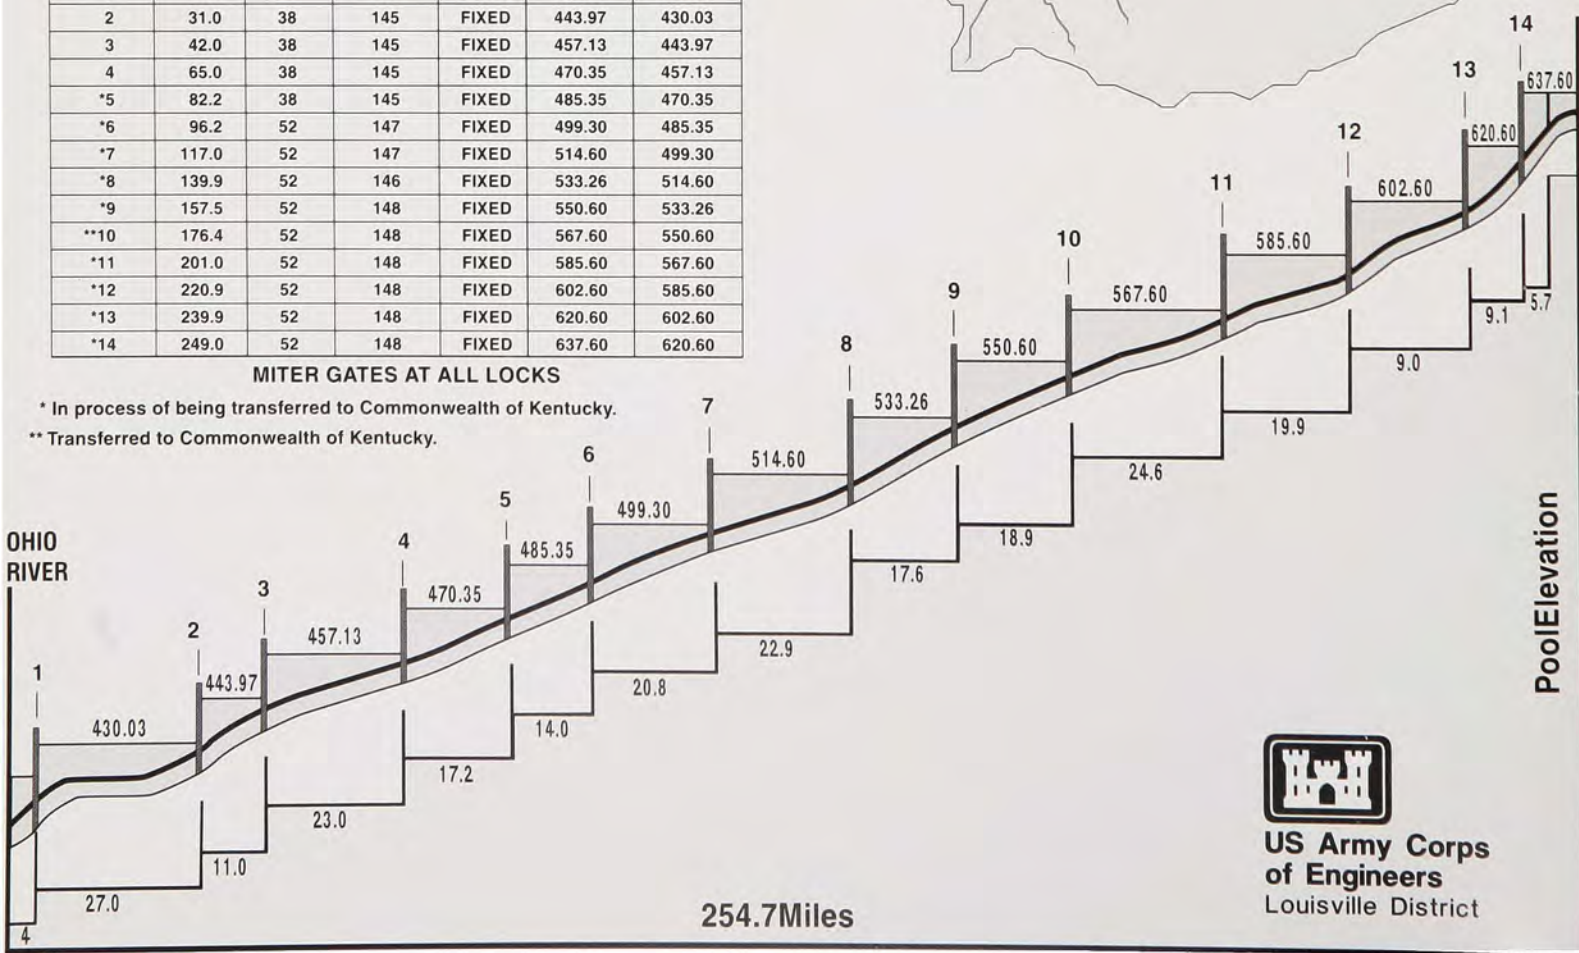 2 31.0 38 145 FIXED 443.97 430.03
3 42.0 38 145 FIXED 457.13 443.97
4 65.0 38 145 FIXED 470.35 457.13
*5 82.2 38 145 FIXED 485.35 470.35
*6 96.2 52 147 FIXED 499.30 485.35
*7 117.0 52 147 FIXED 514.60 499.30
*8 139.9 52 146 FIXED 533.26 514.60
*9 157.5 52 148 FIXED 550.60 533.26
**10 176.4 52 148 FIXED 567.60 550.60
*11 201.0 52 148 FIXED 585.60 567.60
*12 220.9 52 148 FIXED 602.60 585.60
*13 239.9 52 148 FIXED 620.60 602.60
*14 249.0 52 148 FIXED 637.60 620.60
MITER GATES AT ALL LOCKS
* In process of being transferred to Commonwealth of Kentucky.
** Transferred to Commonwealth of Kentucky.
OHIO
RIVER
1
2
3
4
5
6
7
8
9
10
11
12
13
14
430.03
443.97
457.13
470.35
485.35
499.30
514.60
533.26
550.60
567.60
585.60
602.60
620.60
637.60
4
27.0
11.0
23.0
17.2
14.0
20.8
22.9
17.6
18.9
24.6
19.9
9.0
9.1
5.7
254.7Miles
PoolElevation
US Army Corps
of Engineers
Louisville District